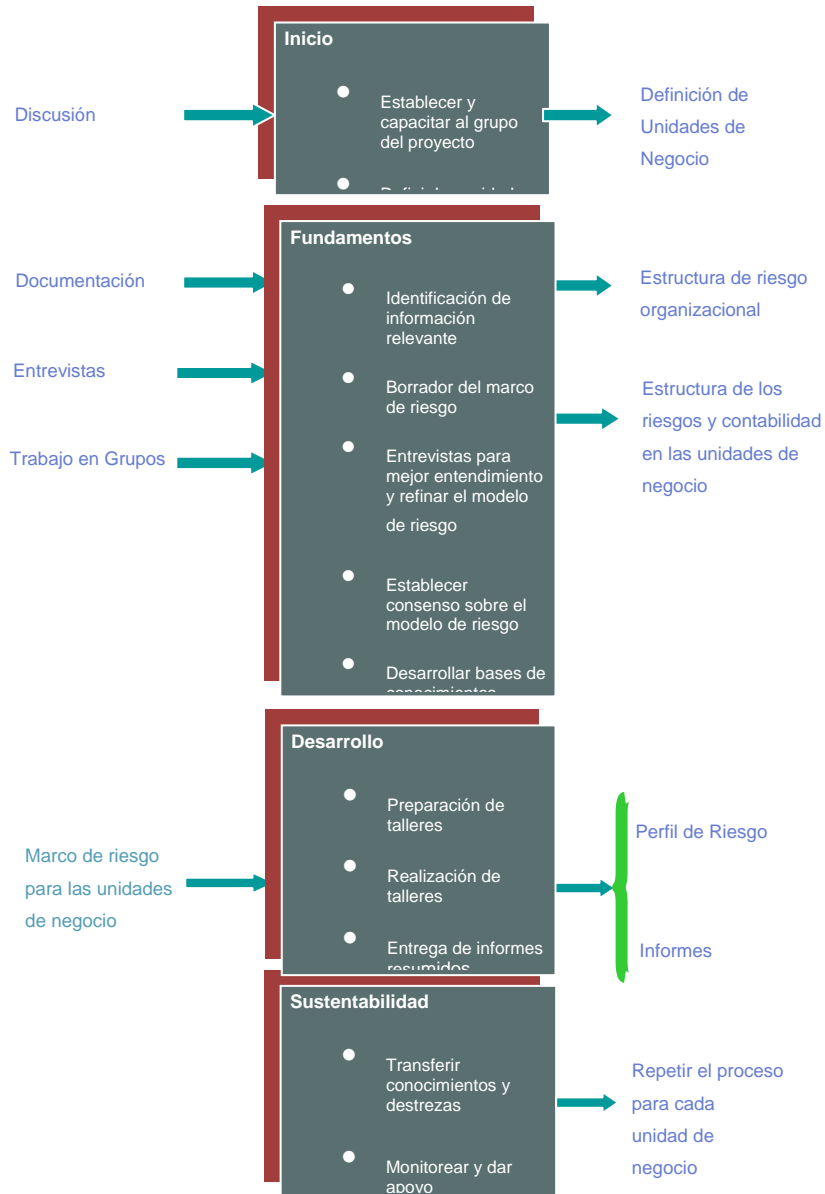 Inicio
Discusión
Establecer y
capacitar al grupo
del proyecto
Definición de
Unidades de
Negocio
Fundamentos
Documentación
Entrevistas
Trabajo en Grupos
Identificación de
información
relevante
Borrador del marco
de riesgo
Entrevistas para
mejor entendimiento
y refinar el modelo
de riesgo
Establecer
consenso sobre el
modelo de riesgo
Desarrollar bases de
conocimientos
Estructura de riesgo
organizacional
Estructura de los
riesgos y contabilidad
en las unidades de
negocio
Desarrollo
Marco de riesgo
para las unidades
de negocio
Preparación de
talleres
Realización de
talleres
Entrega de informes
resumidos
Perfil de Riesgo
Informes
Sustentabilidad
Transferir
conocimientos y
destrezas
Monitorear y dar
apoyo
Repetir el proceso
para cada
unidad de
negocio